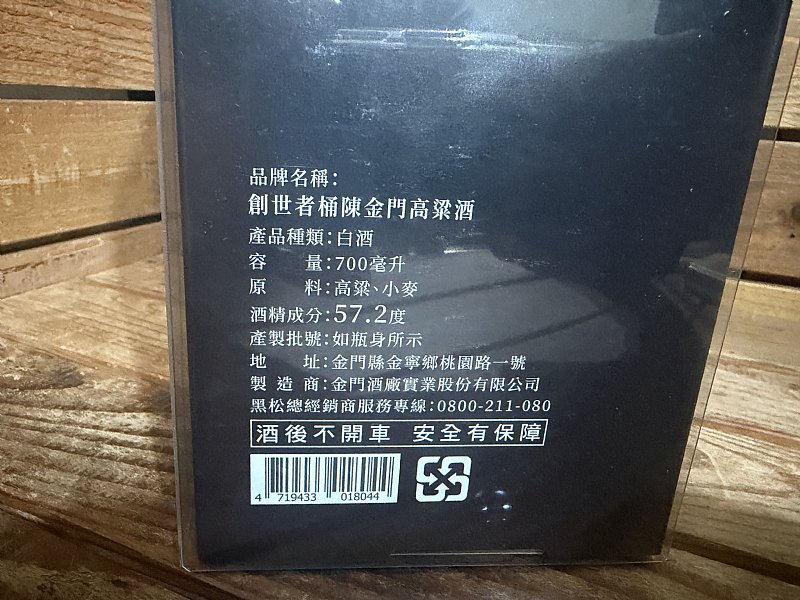 品牌名稱：
創世者桶陳金門高粱酒
產品種類：白酒
容　　量：700毫升
原　　料：高粱、小麥
酒精成分：57.2度
產製批號：如瓶身所示
地　　址：金門縣金寧鄉桃園路一號
製 造 商：金門酒廠實業股份有限公司
黑松總經銷商服務專線：0800-211-080
酒後不開車　安全有保障
4 719433 018044